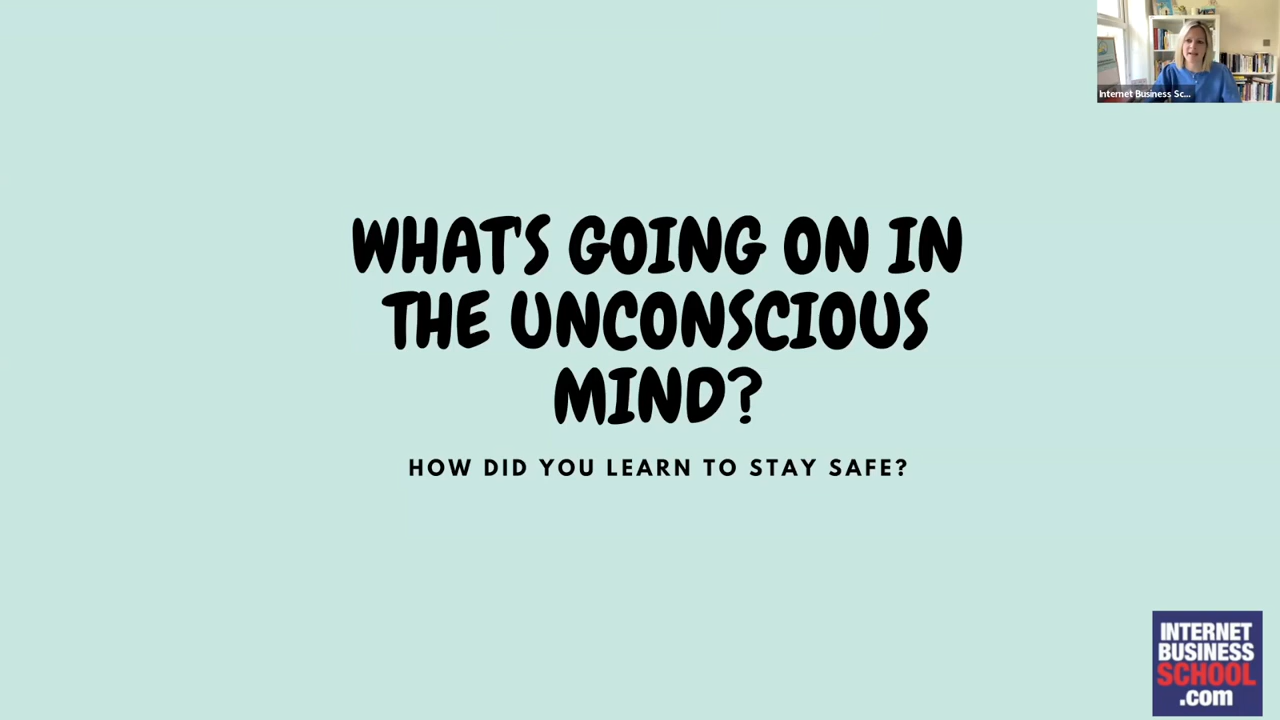 Internet Business Sc...
WHAT'S GOING ON IN
THE UNCONSCIOUS
MIND?
HOW DID YOU LEARN TO STAY SAFE?
INTERNET
BUSINESS
SCHOOL
.com